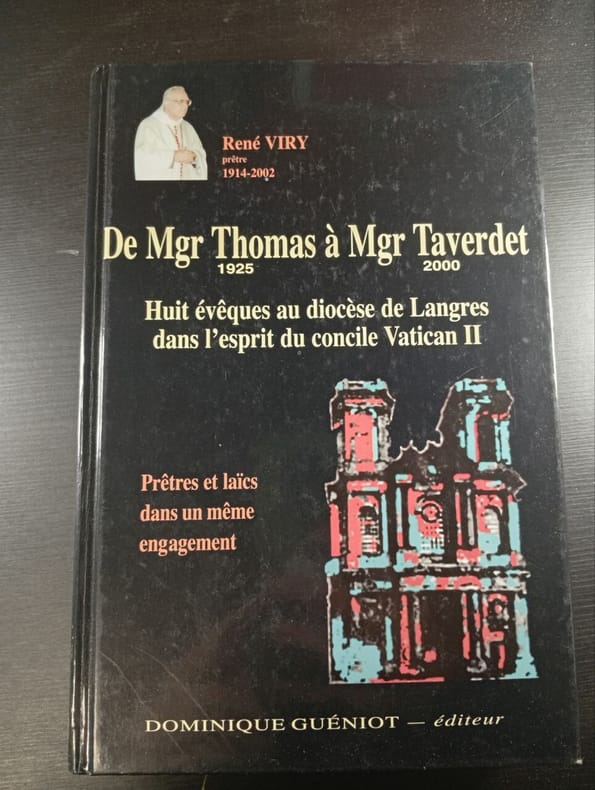 René VIRY
prêtre
1914-2002
De Mgr Thomas à Mgr Taverdet
1925 2000
Huit évêques au diocèse de Langres
dans l'esprit du concile Vatican II
Prêtres et laïcs
dans un même
engagement
DOMINIQUE GUÉNIOT — éditeur